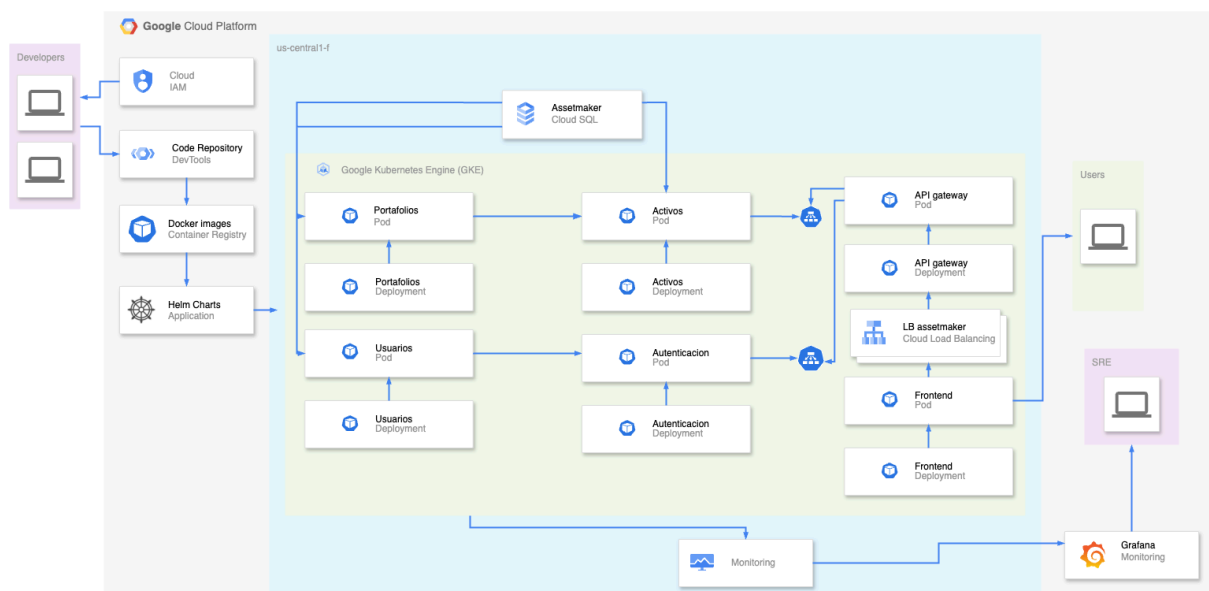 Google Cloud Platform
us-central1-f
Developers
Cloud
IAM
Code Repository
DevTools
Docker images
Container Registry
Helm Charts
Application
Assetmaker
Cloud SQL
Google Kubernetes Engine (GKE)
Portafolios
Pod
Portafolios
Deployment
Usuarios
Pod
Usuarios
Deployment
Activos
Pod
Activos
Deployment
Autenticacion
Pod
Autenticacion
Deployment
API gateway
Pod
API gateway
Deployment
LB assetmaker
Cloud Load Balancing
Frontend
Pod
Frontend
Deployment
Users
SRE
Monitoring
Grafana
Monitoring